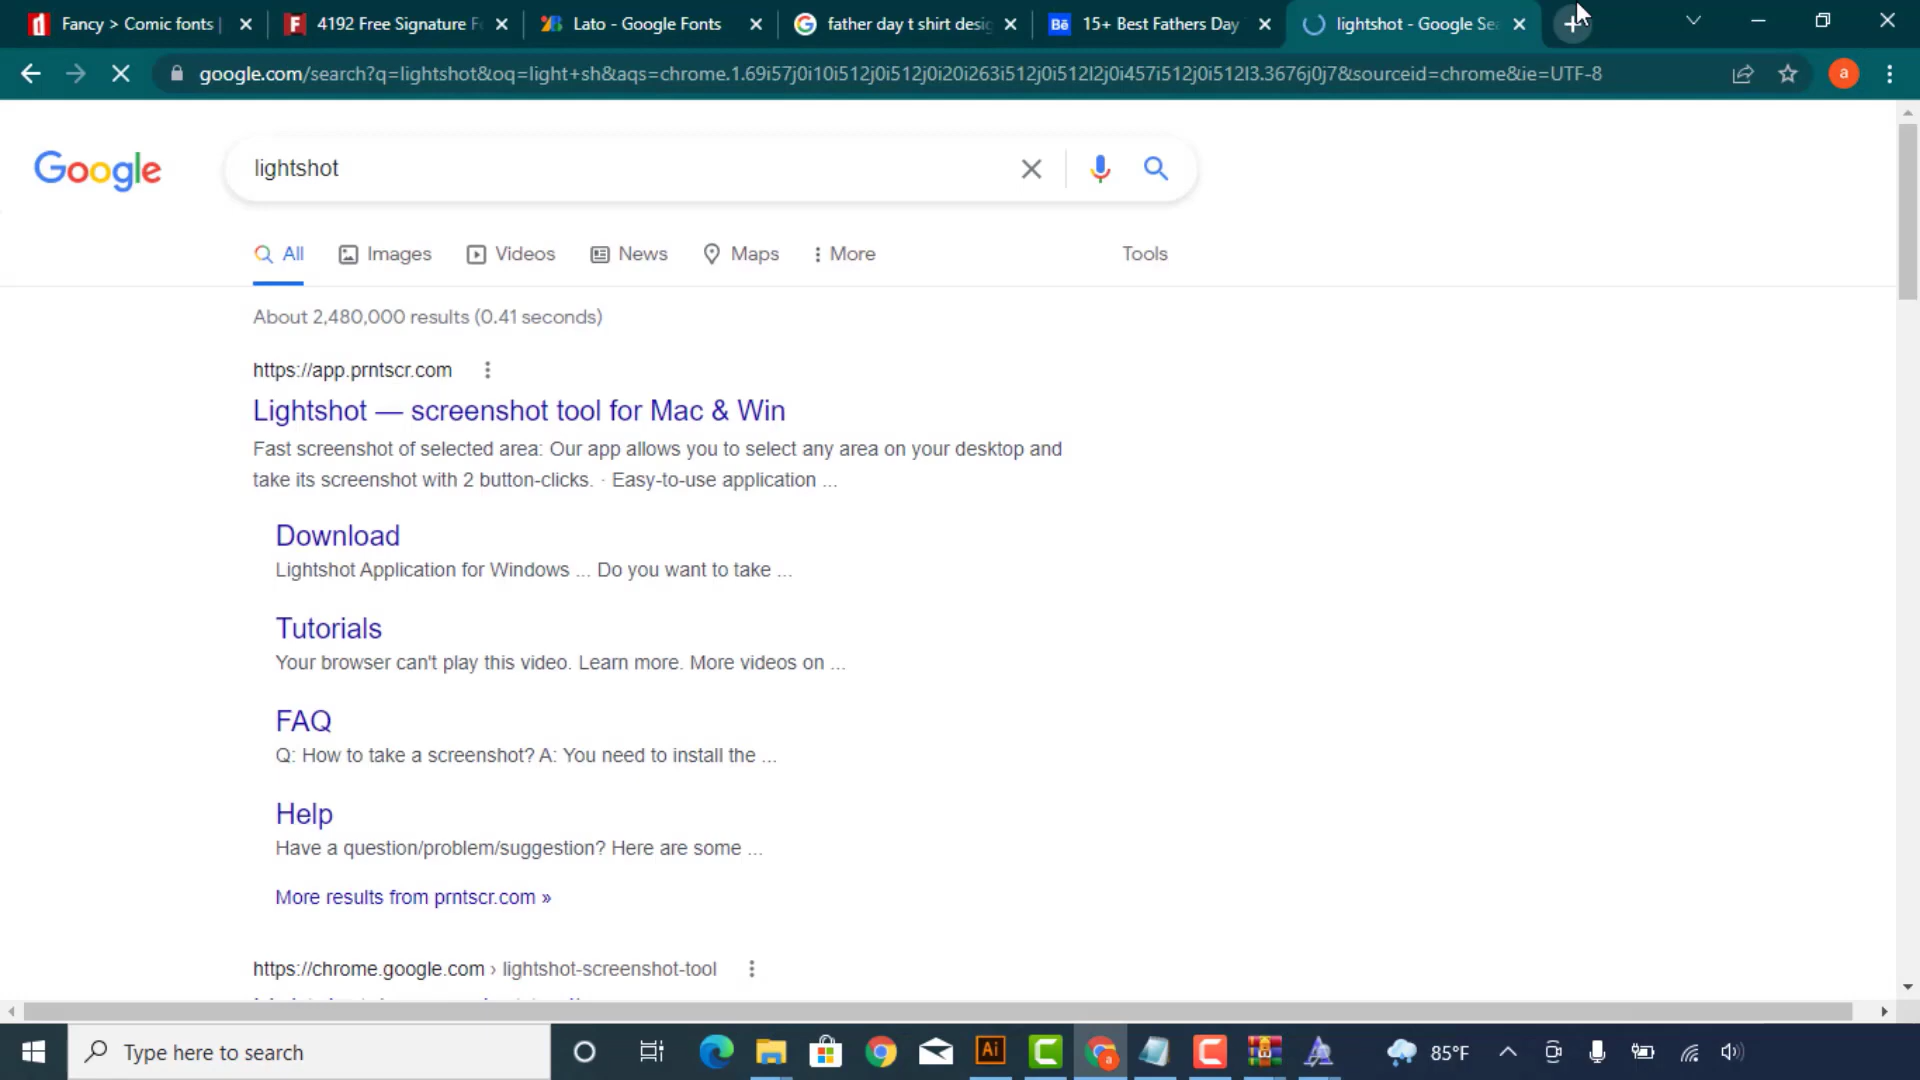 Fancy > Comic fonts |
4192 Free Signature Fo
Lato - Google Fonts
father day t shirt desig
15+ Best Fathers Day
lightshot - Google Sea
google.com/search?q=lightshot&oq=light+sh&aqs=chrome.1.69i57j0i10i512j0i512j0i20i263i512j0i512l2j0i457i512j0i512l3.3676j0j7&sourceid=chrome&ie=UTF-8
a
Google
lightshot
All
Images
Videos
News
Maps
More
Tools
About 2,480,000 results (0.41 seconds)
https://app.prntscr.com
Lightshot — screenshot tool for Mac & Win
Fast screenshot of selected area: Our app allows you to select any area on your desktop and
take its screenshot with 2 button-clicks. · Easy-to-use application ...
Download
Lightshot Application for Windows ... Do you want to take ...
Tutorials
Your browser can't play this video. Learn more. More videos on ...
FAQ
Q: How to take a screenshot? A: You need to install the ...
Help
Have a question/problem/suggestion? Here are some ...
More results from prntscr.com »
https://chrome.google.com › lightshot-screenshot-tool
Type here to search
Ai
85°F